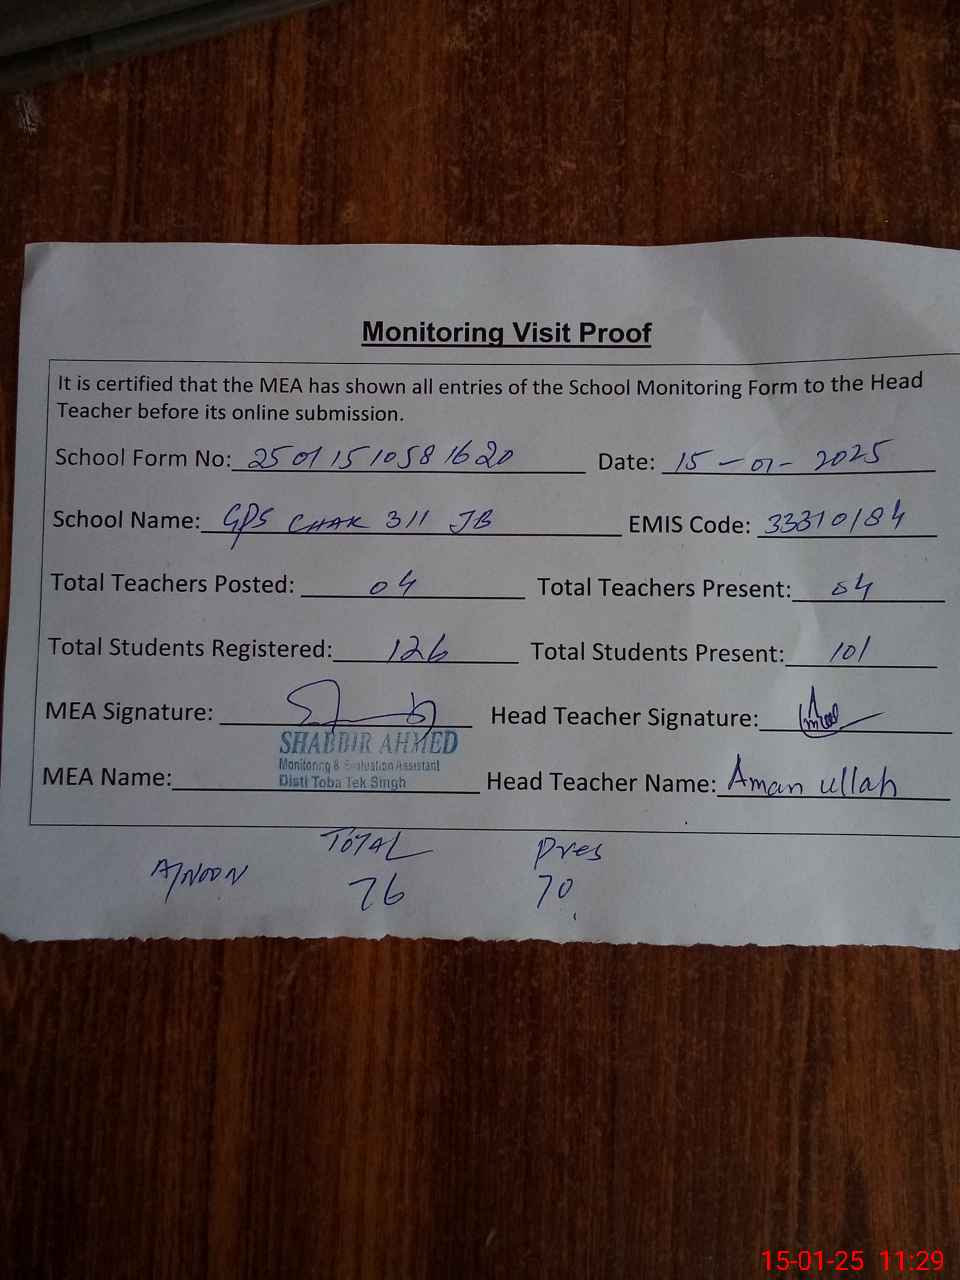 Monitoring Visit Proof
It is certified that the MEA has shown all entries of the School Monitoring Form to the Head
Teacher before its online submission.
School Form No: 25011510581620 Date: 15-01-2025
School Name: GPS CHAK 311 JB EMIS Code: 33310184
Total Teachers Posted: 04 Total Teachers Present: 04
Total Students Registered: 126 Total Students Present: 101
MEA Signature: Head Teacher Signature:
SHABBIR AHMED
Monitoring & Evaluation Assistant
MEA Name: Distt Toba Tek Singh Head Teacher Name: Aman ullah
TOTAL Pres
A/NOON 76 70
15-01-25 11:29